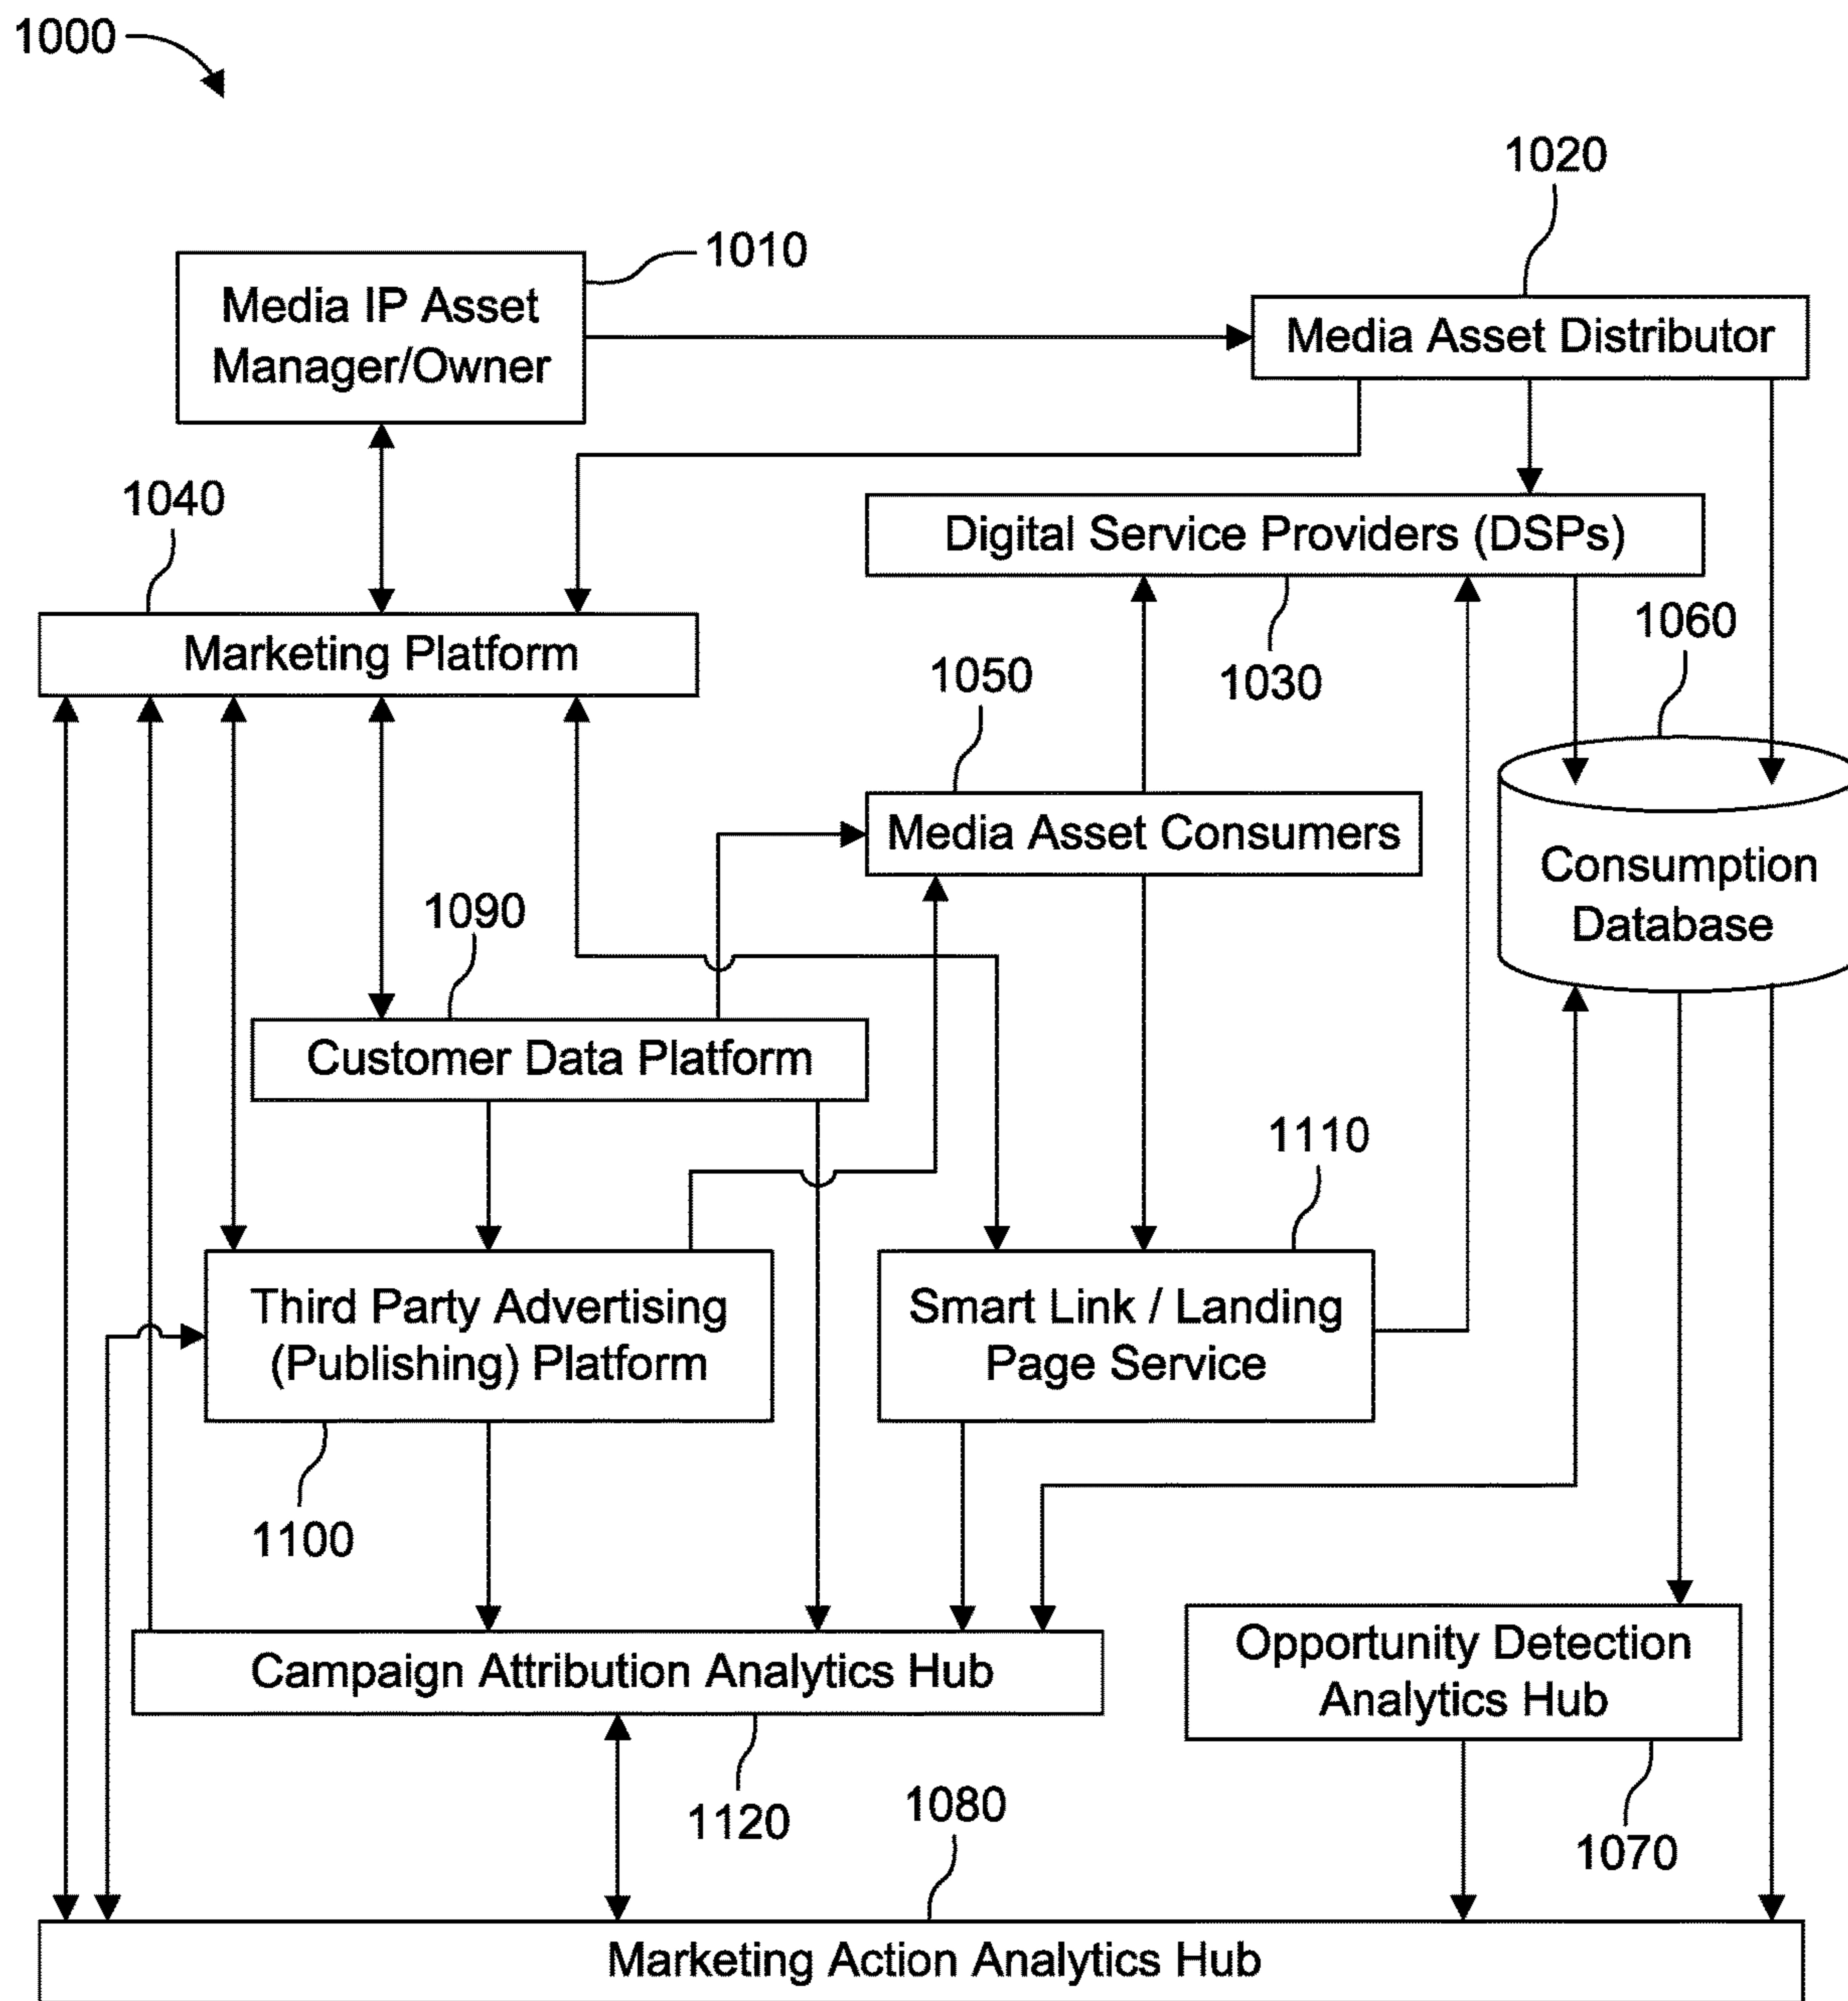 1000
1020
1010
Media IP Asset
Manager/Owner
Media Asset Distributor
1040
Digital Service Providers (DSPs)
Marketing Platform
1030
1060
1050
Media Asset Consumers
Consumption
Database
1090
Customer Data Platform
1110
Third Party Advertising
(Publishing) Platform
Smart Link / Landing
Page Service
1100
Campaign Attribution Analytics Hub
Opportunity Detection
Analytics Hub
1120
1080
1070
Marketing Action Analytics Hub